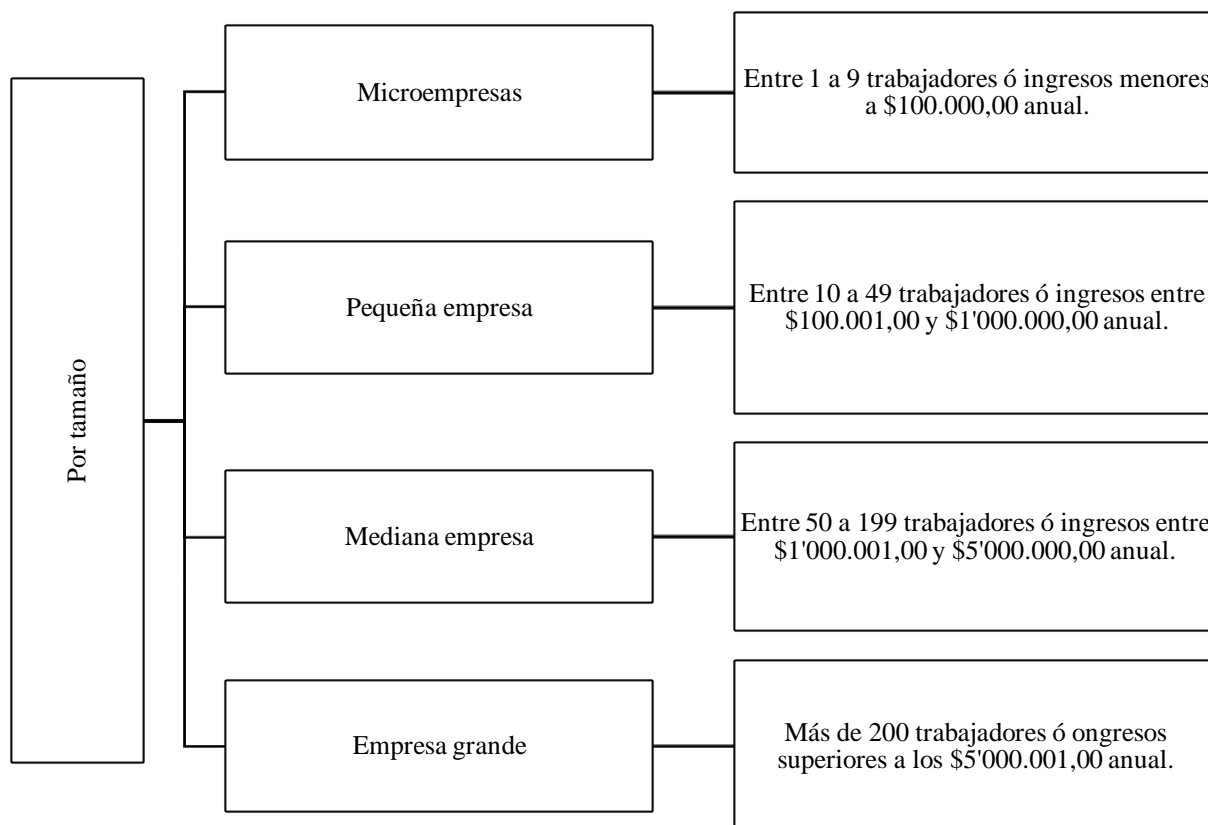 Por tamaño
Microempresas
Entre 1 a 9 trabajadores ó ingresos menores
a $100.000,00 anual.
Pequeña empresa
Entre 10 a 49 trabajadores ó ingresos entre
$100.001,00 y $1'000.000,00 anual.
Mediana empresa
Entre 50 a 199 trabajadores ó ingresos entre
$1'000.001,00 y $5'000.000,00 anual.
Empresa grande
Más de 200 trabajadores ó ongresos
superiores a los $5'000.001,00 anual.